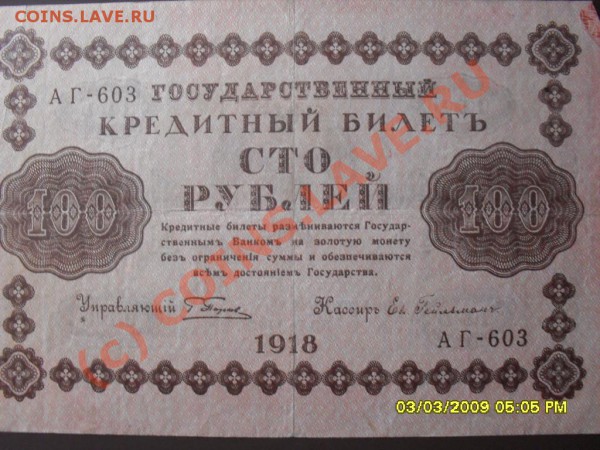 COINS.LAVE.RU
АГ-603 ГОСУДАРСТВЕННЫЙ
КРЕДИТНЫЙ БИЛЕТЪ
СТО
РУБЛЕЙ
100 100
Кредитные билеты размѣниваются Государ-
ственнымъ Банкомъ на золотую монету
безъ ограниченія суммы и обезпечиваются
всѣмъ достояніемъ Государства.
Управляющій Кассиръ Ев. Гейльманъ
1918
АГ-603
(c) COINS.LAVE.RU
03/03/2009 05:05 PM